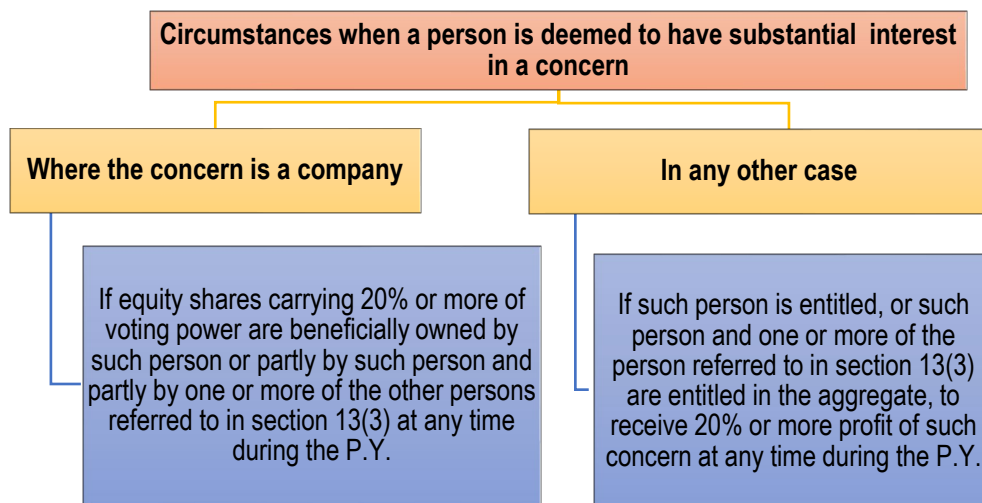 Circumstances when a person is deemed to have substantial interest
in a concern
Where the concern is a company
In any other case
If equity shares carrying 20% or more of
voting power are beneficially owned by
such person or partly by such person and
partly by one or more of the other persons
referred to in section 13(3) at any time
during the P.Y.
If such person is entitled, or such
person and one or more of the
person referred to in section 13(3)
are entitled in the aggregate, to
receive 20% or more profit of such
concern at any time during the P.Y.